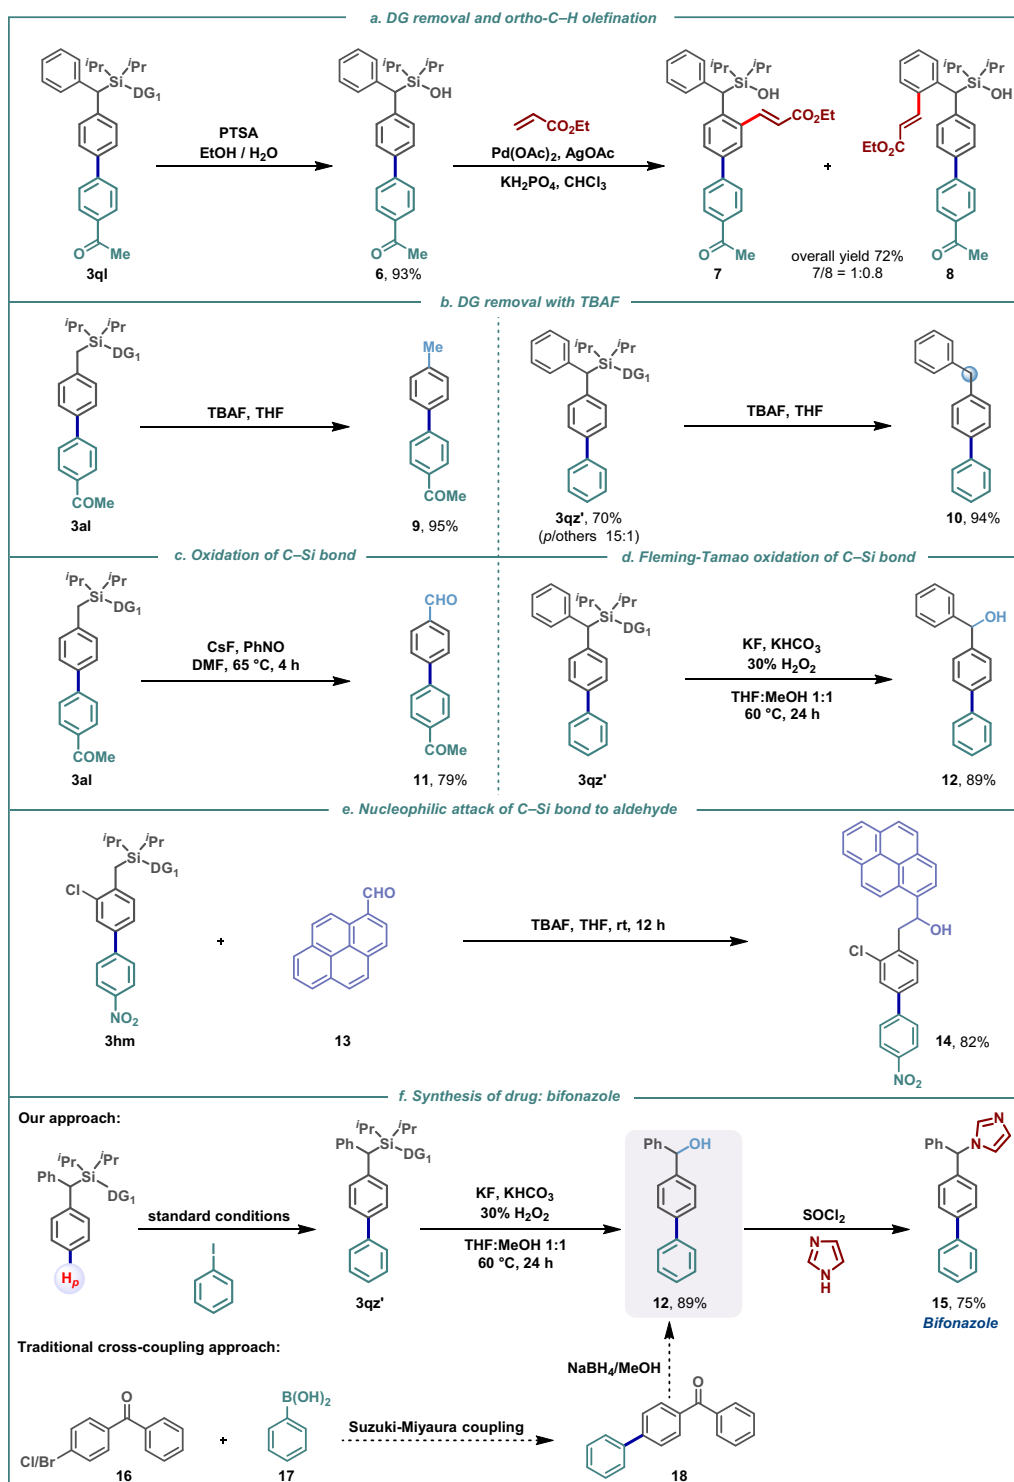 a. DG removal and ortho-C–H olefination
iPr iPr
Si
DG1
O Me
3ql
PTSA
EtOH / H2O
iPr iPr
Si
OH
O Me
6, 93%
CO2Et
Pd(OAc)2, AgOAc
KH2PO4, CHCl3
iPr iPr
Si
OH
CO2Et
O Me
7
+
overall yield 72%
7/8 = 1:0.8
iPr iPr
Si
OH
EtO2C
O Me
8
b. DG removal with TBAF
iPr iPr
Si
DG1
COMe
3al
TBAF, THF
Me
COMe
9, 95%
iPr iPr
Si
DG1
3qz', 70%
(p/others 15:1)
TBAF, THF
10, 94%
c. Oxidation of C–Si bond
iPr iPr
Si
DG1
COMe
3al
CsF, PhNO
DMF, 65 °C, 4 h
CHO
COMe
11, 79%
d. Fleming-Tamao oxidation of C–Si bond
iPr iPr
Si
DG1
3qz'
KF, KHCO3
30% H2O2
THF:MeOH 1:1
60 °C, 24 h
OH
12, 89%
e. Nucleophilic attack of C–Si bond to aldehyde
iPr iPr
Si
DG1
Cl
NO2
3hm
+
CHO
13
TBAF, THF, rt, 12 h
OH
Cl
NO2
14, 82%
f. Synthesis of drug: bifonazole
Our approach:
iPr iPr
Ph Si
DG1
Hp
standard conditions
I
iPr iPr
Ph Si
DG1
3qz'
KF, KHCO3
30% H2O2
THF:MeOH 1:1
60 °C, 24 h
Ph OH
12, 89%
SOCl2
N
N
H
N
Ph N
15, 75%
Bifonazole
Traditional cross-coupling approach:
O
Cl/Br
16
+
B(OH)2
17
Suzuki-Miyaura coupling
NaBH4/MeOH
O
18